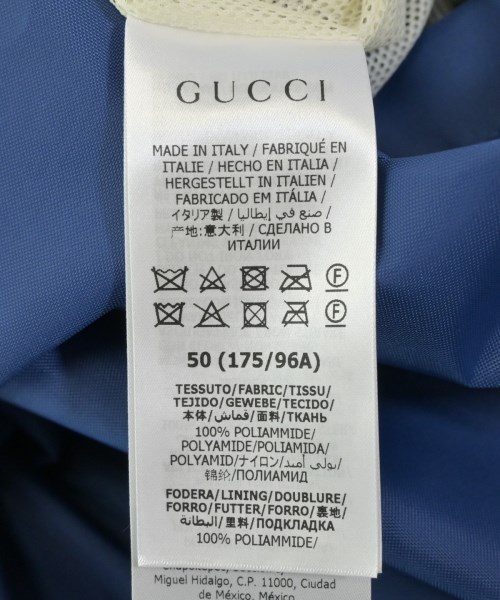 GUCCI
MADE IN ITALY / FABRIQUÉ EN
ITALIE / HECHO EN ITALIA /
HERGESTELLT IN ITALIEN /
FABRICADO EM ITÁLIA /
イタリア製 / صنع في إيطاليا /
产地:意大利 / СДЕЛАНО В
ИТАЛИИ
F
F
50 (175/96A)
TESSUTO/FABRIC/TISSU/
TEJIDO/GEWEBE/TECIDO/
本体/قماش/面料/ТКАНЬ
100% POLIAMMIDE/
POLYAMIDE/POLIAMIDA/
POLYAMID/ナイロン/بولي أميد/
锦纶/ПОЛИАМИД
FODERA/LINING/DOUBLURE/
FORRO/FUTTER/FORRO/裏地/
البطانة/里料/ПОДКЛАДКА
100% POLIAMMIDE/
Miguel Hidalgo, C.P. 11000, Ciudad
de México, México.